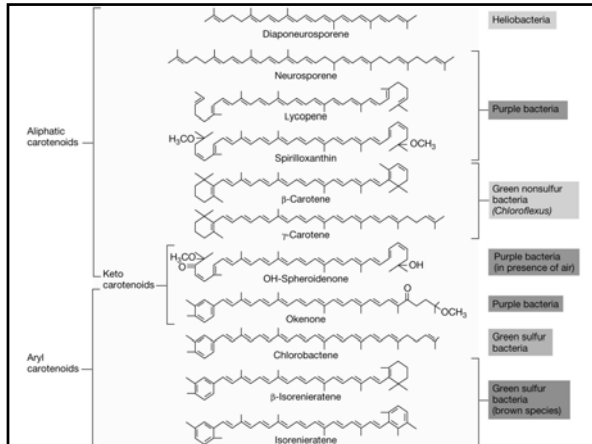 Heliobacteria
Diaponeurosporene
Neurosporene
Lycopene
Purple bacteria
Aliphatic
carotenoids
H₃CO
OCH₃
Spirilloxanthin
β-Carotene
Green nonsulfur
bacteria
(Chloroflexus)
γ-Carotene
Keto
carotenoids
H₃CO
O
OH
OH-Spheroidenone
Purple bacteria
(in presence of air)
O
OCH₃
Okenone
Purple bacteria
Aryl
carotenoids
Chlorobactene
Green sulfur
bacteria
β-Isorenieratene
Green sulfur
bacteria
(brown species)
Isorenieratene